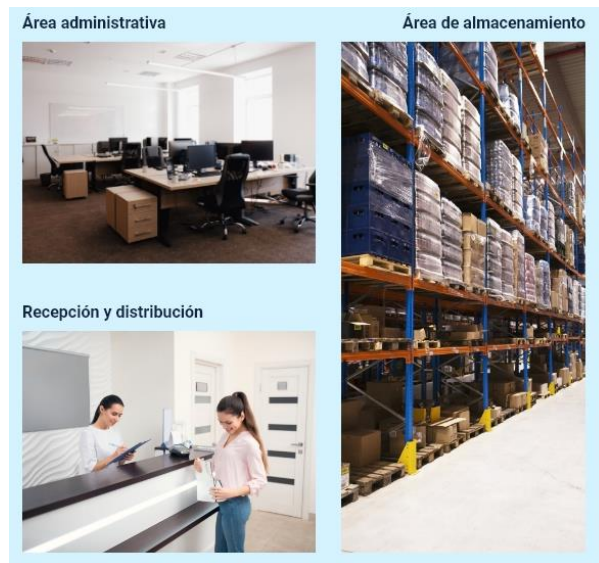 Área administrativa
Área de almacenamiento
Recepción y distribución